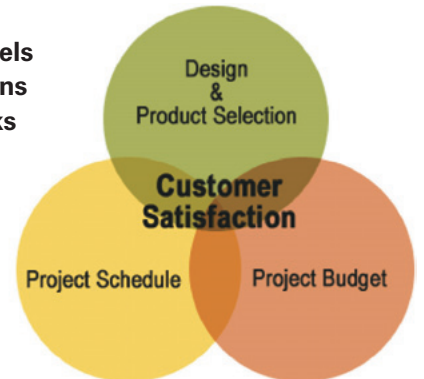 Design
&
Product Selection
Customer
Satisfaction
Project Schedule
Project Budget